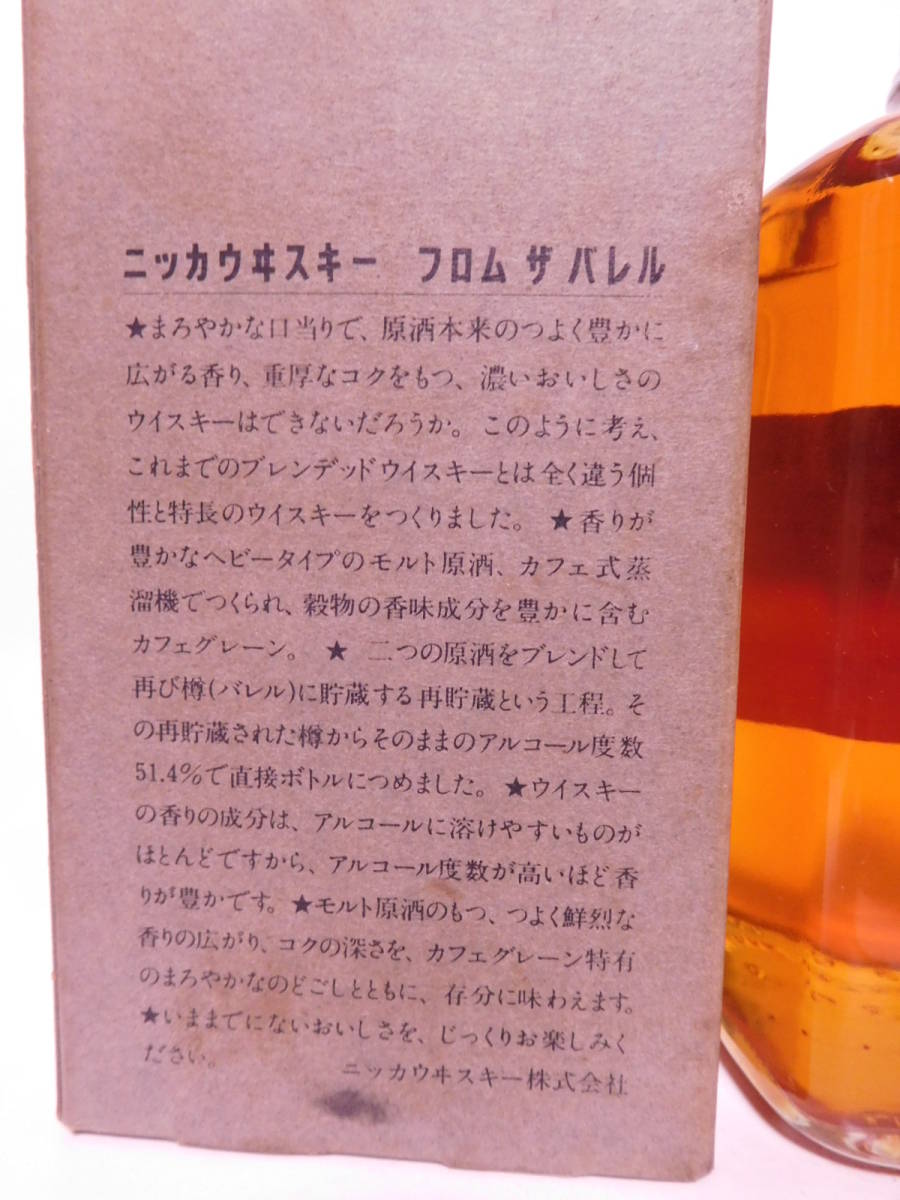 ニッカウヰスキー　フロム ザ バレル
★まろやかな口当りで、原酒本来のつよく豊かに
広がる香り、重厚なコクをもつ、濃いおいしさの
ウイスキーはできないだろうか。このように考え、
これまでのブレンデッドウイスキーとは全く違う個
性と特長のウイスキーをつくりました。 ★香りが
豊かなヘビータイプのモルト原酒、カフェ式蒸
溜機でつくられ、穀物の香味成分を豊かに含む
カフェグレーン。 ★ 二つの原酒をブレンドして
再び樽(バレル)に貯蔵する再貯蔵という工程。そ
の再貯蔵された樽からそのままのアルコール度数
51.4%で直接ボトルにつめました。★ウイスキー
の香りの成分は、アルコールに溶けやすいものが
ほとんどですから、アルコール度数が高いほど香
りが豊かです。★モルト原酒のもつ、つよく鮮烈な
香りの広がり、コクの深さを、カフェグレーン特有
のまろやかなのどごしとともに、存分に味わえます。
★いままでにないおいしさを、じっくりお楽しみく
ださい。 ニッカウヰスキー株式会社